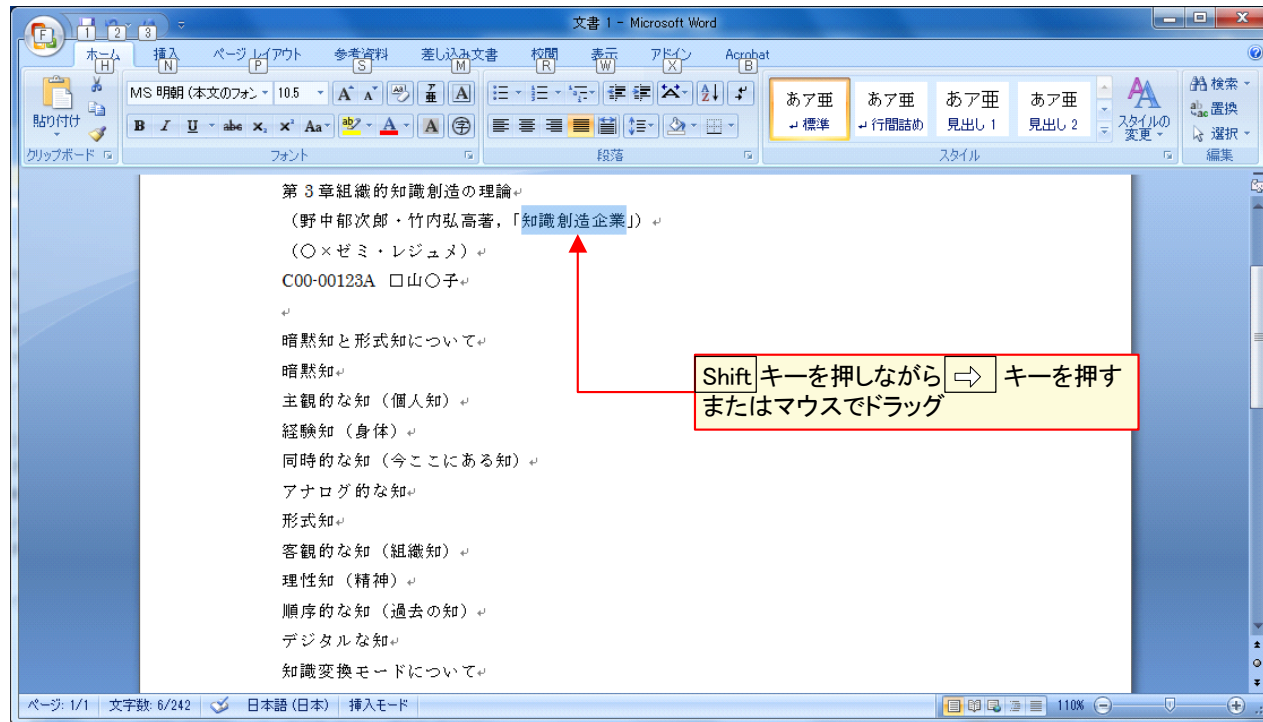 文書 1 - Microsoft Word
F 1 2 3
ホーム 挿入 ページ レイアウト 参考資料 差し込み文書 校閲 表示 アドイン Acrobat
H N P S M R W X B
MS 明朝 (本文のフォン 10.5
あア亜 あア亜 あア亜 あア亜
標準 行間詰め 見出し 1 見出し 2
貼り付け
スタイルの変更
検索
置換
選択
クリップボード フォント 段落 スタイル 編集
第 3 章組織的知識創造の理論
（野中郁次郎・竹内弘高著，「知識創造企業」）
（○×ゼミ・レジュメ）
C00-00123A 口山○子
暗黙知と形式知について
暗黙知
主観的な知（個人知）
経験知（身体）
同時的な知（今ここにある知）
アナログ的な知
形式知
客観的な知（組織知）
理性知（精神）
順序的な知（過去の知）
デジタルな知
知識変換モードについて
Shift キーを押しながら ⇨ キーを押す
またはマウスでドラッグ
ページ: 1/1 文字数: 6/242 日本語 (日本) 挿入モード 110%